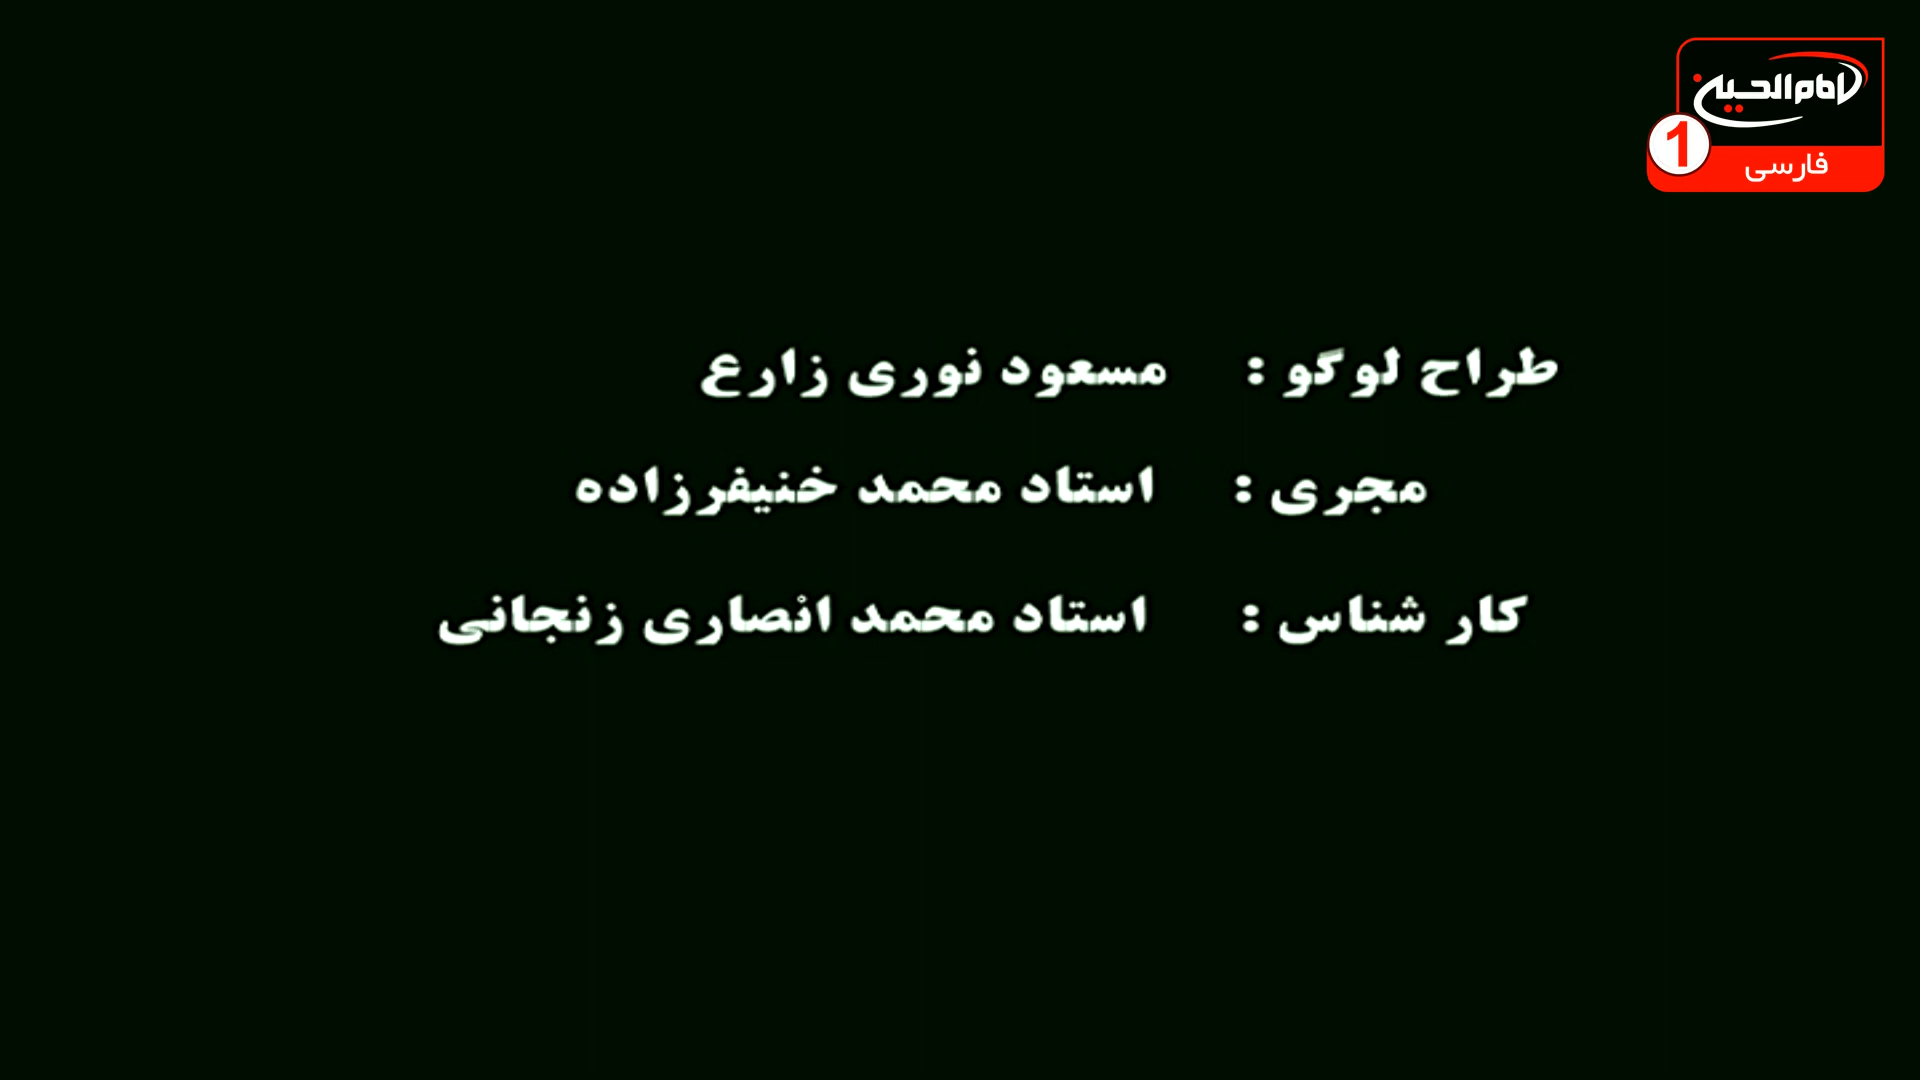 امام الحسین
1
فارسی
طراح لوگو : مسعود نوری زارع
مجری : استاد محمد خنیفرزاده
کار شناس : استاد محمد انصاری زنجانی